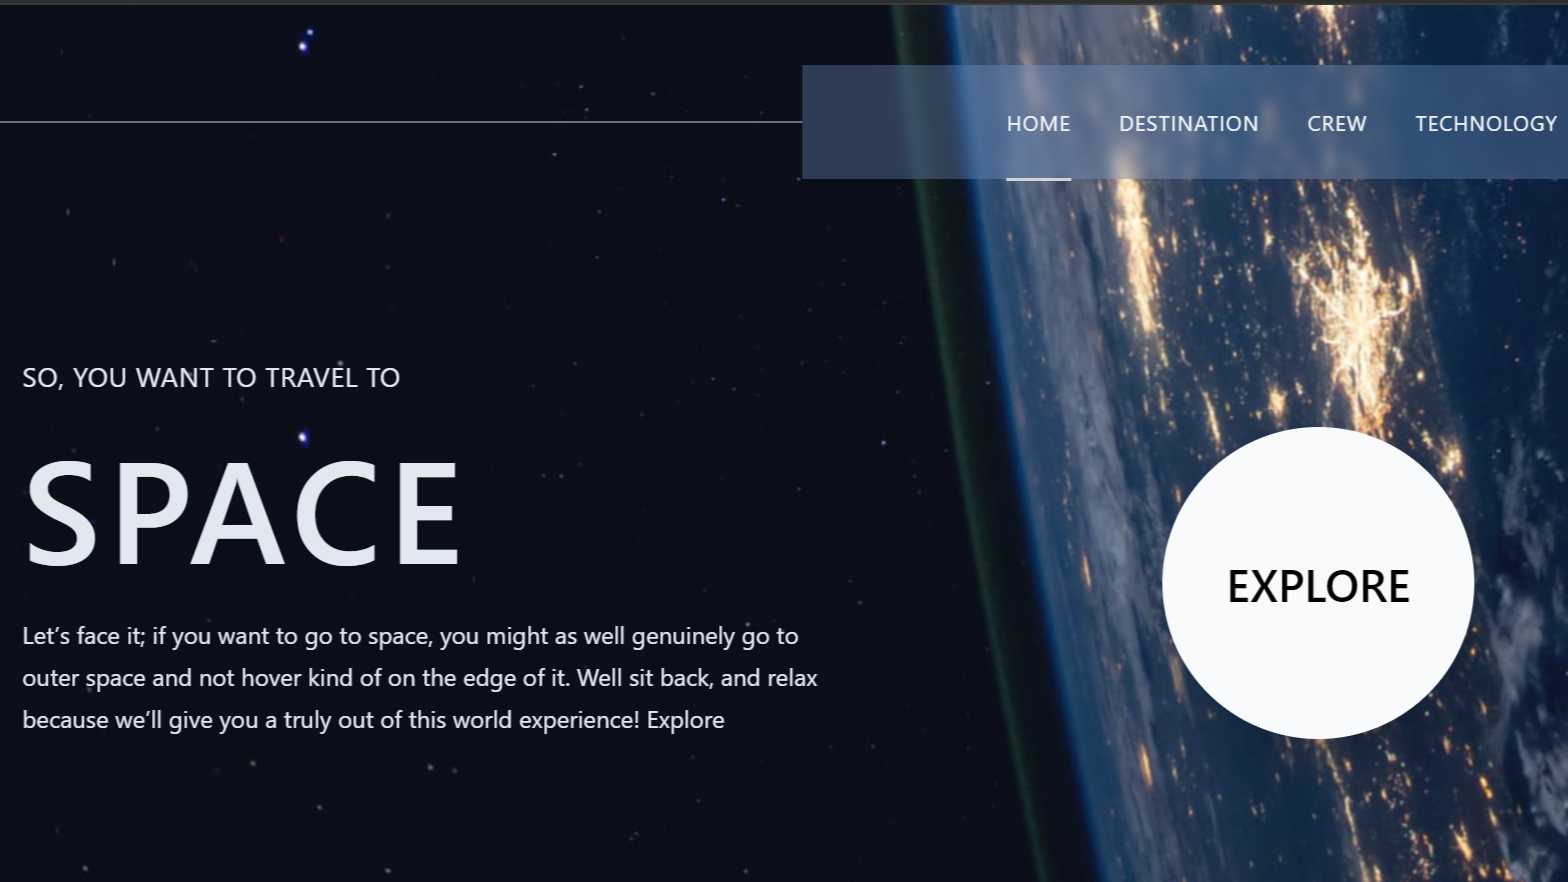 HOME DESTINATION CREW TECHNOLOGY
SO, YOU WANT TO TRAVEL TO
SPACE
Let’s face it; if you want to go to space, you might as well genuinely go to
outer space and not hover kind of on the edge of it. Well sit back, and relax
because we’ll give you a truly out of this world experience! Explore
EXPLORE